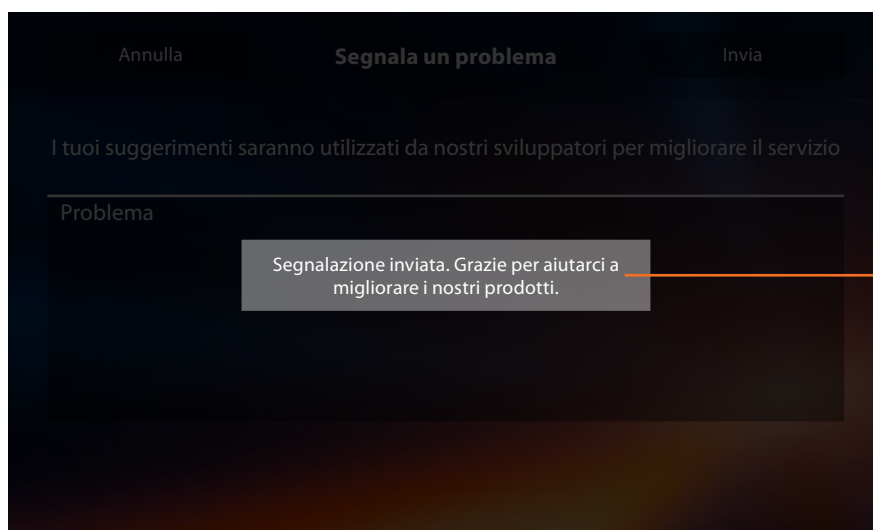 Annulla
Segnala un problema
Invia
I tuoi suggerimenti saranno utilizzati da nostri sviluppatori per migliorare il servizio
Problema
Segnalazione inviata. Grazie per aiutarci a
migliorare i nostri prodotti.